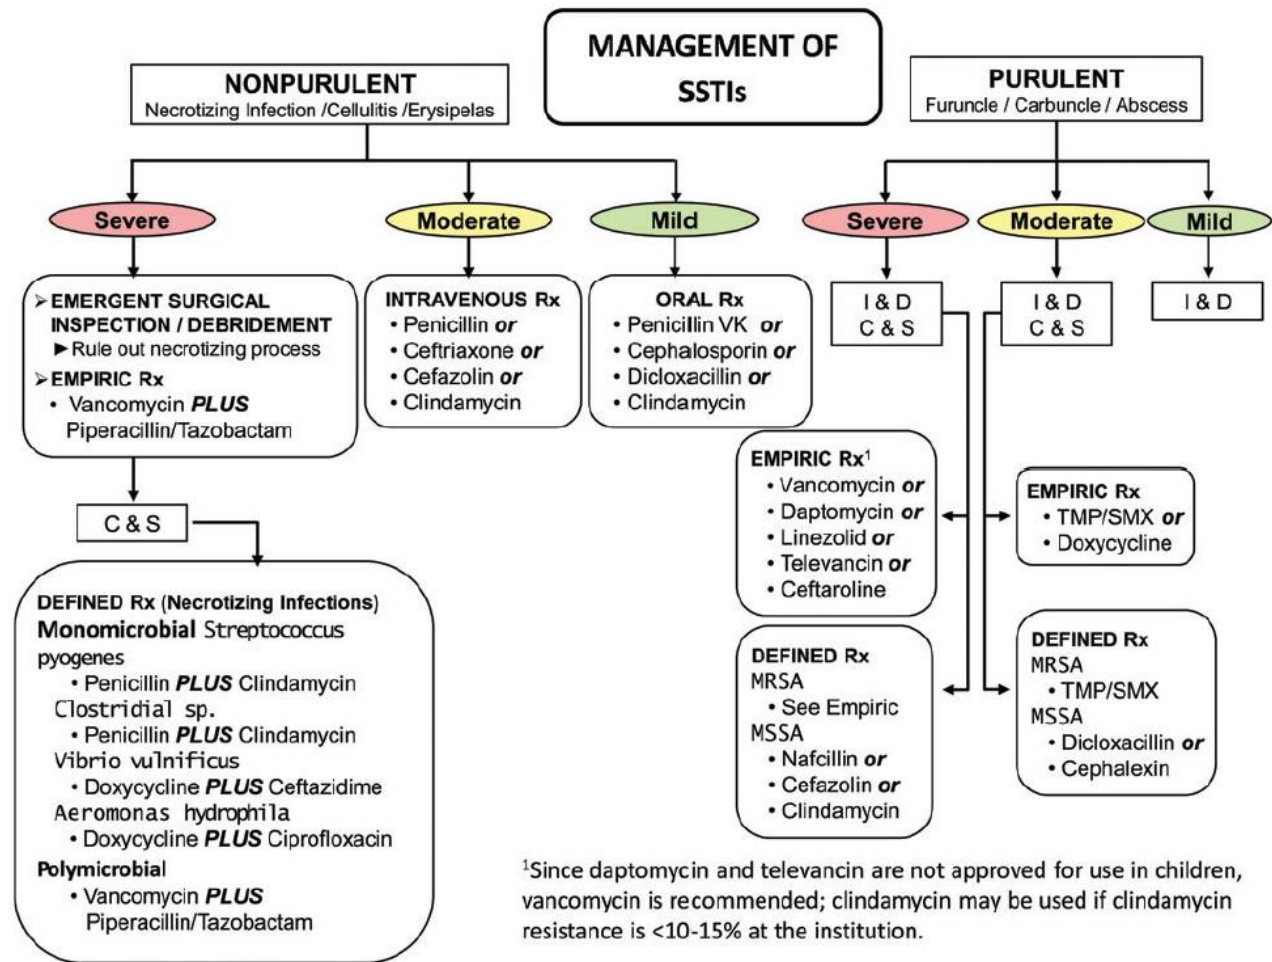 MANAGEMENT OF
SSTIs
NONPURULENT
Necrotizing Infection /Cellulitis /Erysipelas
Severe
➢ EMERGENT SURGICAL
INSPECTION / DEBRIDEMENT
►Rule out necrotizing process
➢ EMPIRIC Rx
• Vancomycin PLUS
Piperacillin/Tazobactam
C & S
DEFINED Rx (Necrotizing Infections)
Monomicrobial Streptococcus
pyogenes
• Penicillin PLUS Clindamycin
Clostridial sp.
• Penicillin PLUS Clindamycin
Vibrio vulnificus
• Doxycycline PLUS Ceftazidime
Aeromonas hydrophila
• Doxycycline PLUS Ciprofloxacin
Polymicrobial
• Vancomycin PLUS
Piperacillin/Tazobactam
Moderate
INTRAVENOUS Rx
• Penicillin or
• Ceftriaxone or
• Cefazolin or
• Clindamycin
Mild
ORAL Rx
• Penicillin VK or
• Cephalosporin or
• Dicloxacillin or
• Clindamycin
PURULENT
Furuncle / Carbuncle / Abscess
Severe
I & D
C & S
EMPIRIC Rx¹
• Vancomycin or
• Daptomycin or
• Linezolid or
• Televancin or
• Ceftaroline
DEFINED Rx
MRSA
• See Empiric
MSSA
• Nafcillin or
• Cefazolin or
• Clindamycin
Moderate
I & D
C & S
EMPIRIC Rx
• TMP/SMX or
• Doxycycline
DEFINED Rx
MRSA
• TMP/SMX
MSSA
• Dicloxacillin or
• Cephalexin
Mild
I & D
¹Since daptomycin and televancin are not approved for use in children,
vancomycin is recommended; clindamycin may be used if clindamycin
resistance is <10-15% at the institution.